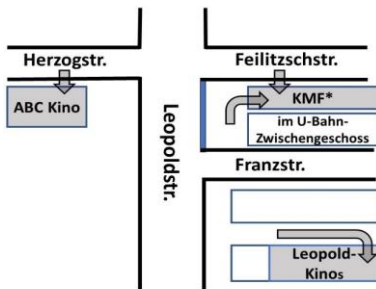 Herzogstr.
Feilitzschstr.
ABC Kino
KMF*
Leopoldstr.
im U-Bahn-
Zwischengeschoss
Franzstr.
Leopold-
Kinos